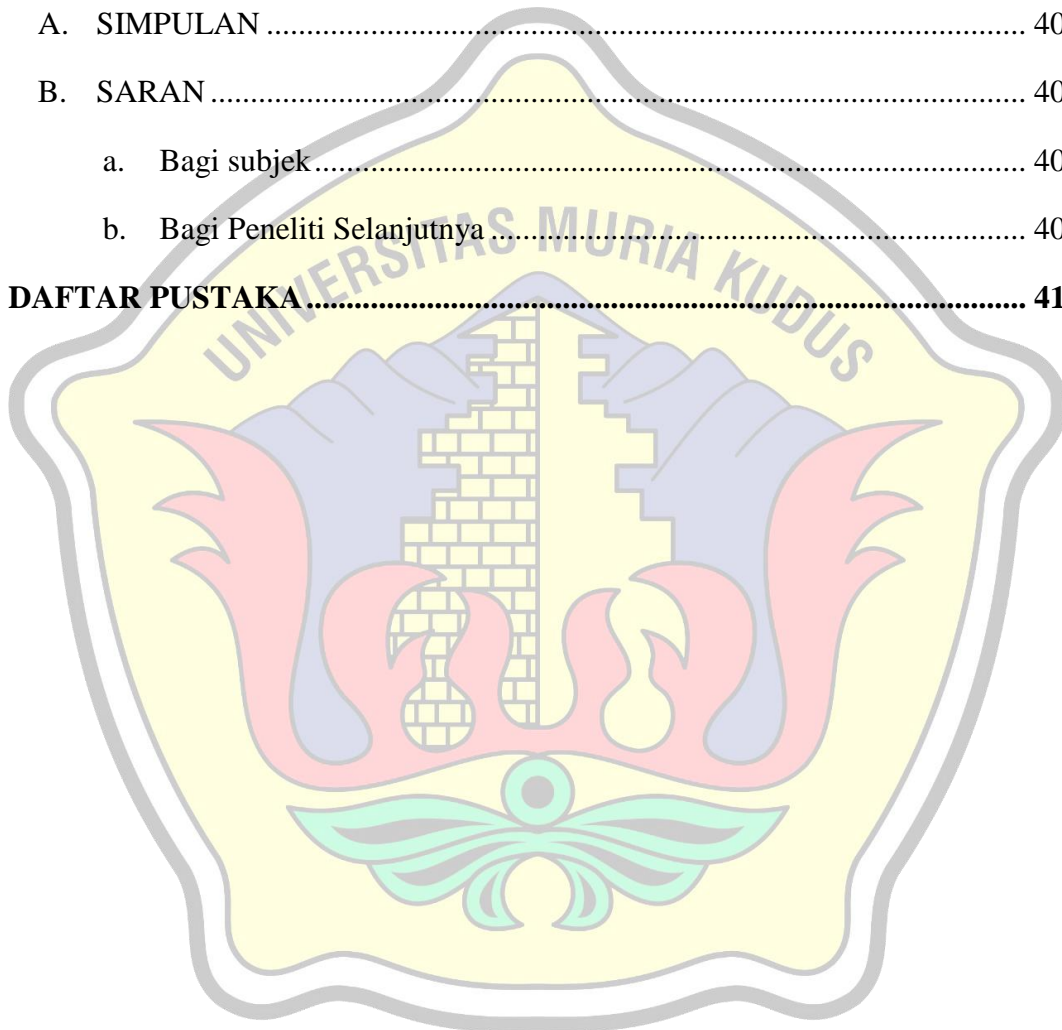 A. SIMPULAN ................................................................................ 40
B. SARAN ...................................................................................... 40
a. Bagi subjek ........................................................................... 40
b. Bagi Peneliti Selanjutnya ......................................................... 40
DAFTAR PUSTAKA ............................................................................ 41
UNIVERSITAS MURIA KUDUS